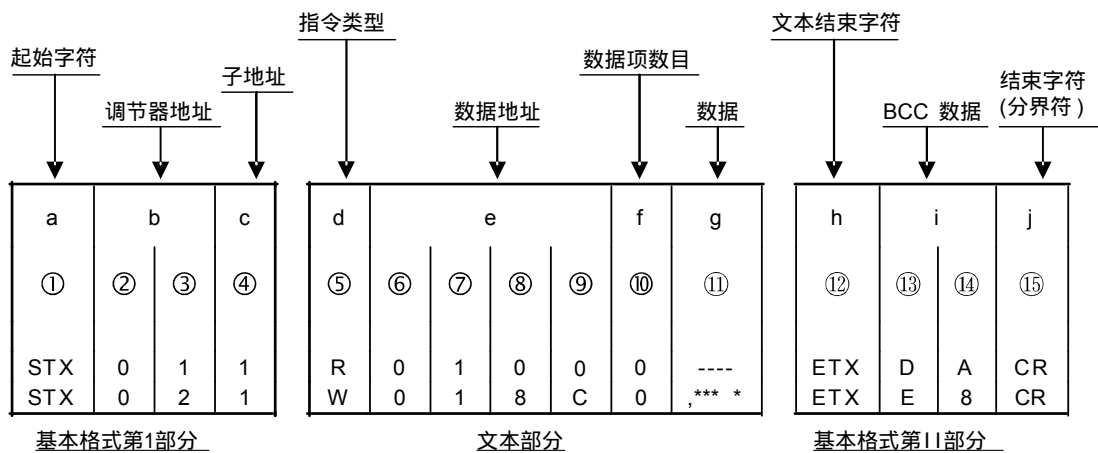 指令类型
文本结束字符
起始字符
子地址
数据项数目
结束字符
(分界符 )
调节器地址
数据地址
数据
BCC 数据
a b c d e f g h i j
① ② ③ ④ ⑤ ⑥ ⑦ ⑧ ⑨ ⑩ ⑪ ⑫ ⑬ ⑭ ⑮
STX 0 1 1 R 0 1 0 0 0 ---- ETX D A CR
STX 0 2 1 W 0 1 8 C 0 ,*** * ETX E 8 CR
基本格式第1部分 文本部分 基本格式第II部分